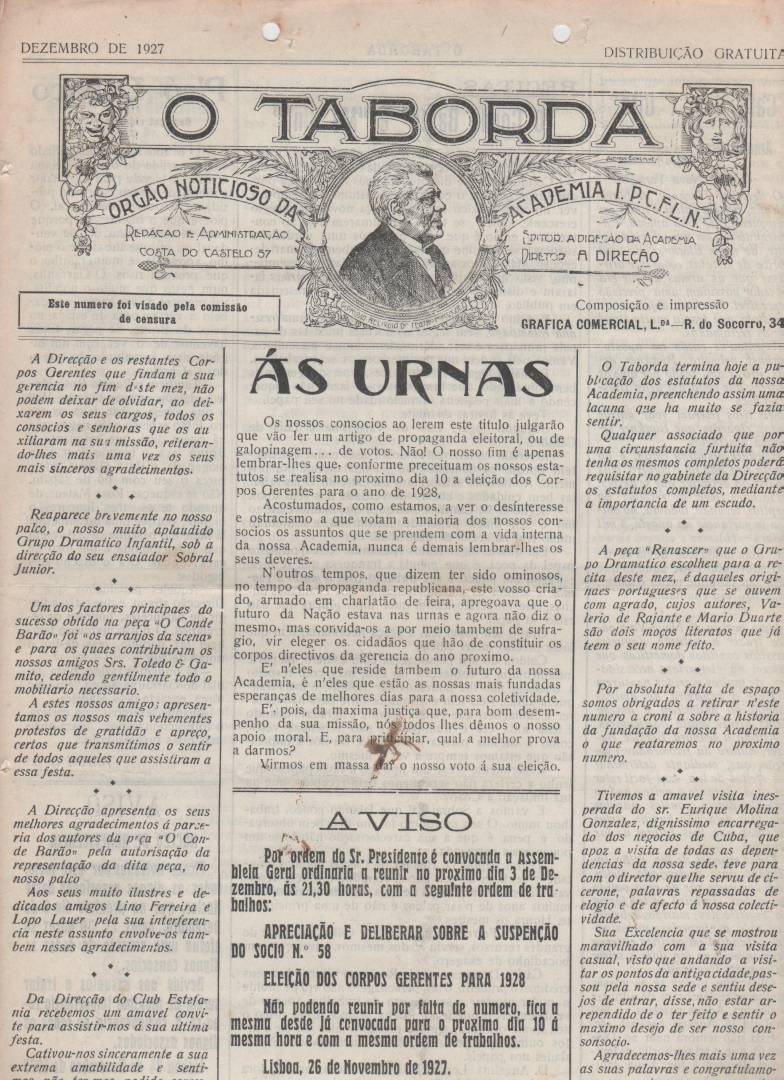 DEZEMBRO DE 1927
DISTRIBUIÇÃO GRATUITA
O TABORDA
ORGÃO NOTICIOSO DA
ACADEMIA I. P. C. F. L. N.
REDAÇÃO E ADMINISTRAÇÃO
COSTA DO CASTELO 57
EDITOR. A DIREÇÃO DA ACADEMIA
DIRETOR A DIREÇÃO
Este numero foi visado pela comissão
de censura
Composição e impressão
GRAFICA COMERCIAL, L.ᴰᴬ—R. do Socorro, 34
A Direcção e os restantes Cor-
pos Gerentes que findam a sua
gerencia no fim deste mez, não
podem deixar de olvidar, ao dei-
xarem os seus cargos, todos os
consocios e senhoras que os au
xiliaram na sua missão, reiteran-
do-lhes mais uma vez os seus
mais sinceros agradecimentos.
Reaparece brevemente no nosso
palco, o nosso muito aplaudido
Grupo Dramatico Infantil, sob a
direcção do seu ensaiador Sobral
Junior.
Um dos factores principaes do
sucesso obtido na peça «O Conde
Barão» foi «os arranjos da scena»
e para os quaes contribuiram os
nossos amigos Srs. Toledo & Ga-
mito, cedendo gentilmente todo o
mobiliario necessario.
A estes nossos amigos apresen-
tamos os nossos mais vehementes
protestos de gratidão e apreço,
certos que transmitimos o sentir
de todos aqueles que assistiram a
essa festa.
A Direcção apresenta os seus
melhores agradecimentos á parce-
ria dos autores da peça «O Con-
de Barão» pela autorisação da
representação da dita peça, no
nosso palco
Aos seus muito ilustres e de-
dicados amigos Lino Ferreira e
Lopo Lauer pela sua interferen-
cia neste assunto envolve-os tam-
bem nesses agradecimentos.
Da Direcção do Club Estefa-
nia recebemos um amavel convi-
te para assistir-mos á sua ultima
festa.
Cativou-nos sinceramente a sua
extrema amabilidade e senti-
ÁS URNAS
Os nossos consocios ao lerem este titulo julgarão
que vão ler um artigo de propaganda eleitoral, ou de
galopinagem... de votos. Não! O nosso fim é apenas
lembrar-lhes que, conforme preceituam os nossos esta-
tutos se realisa no proximo dia 10 a eleição dos Cor-
pos Gerentes para o ano de 1928,
Acostumados, como estamos, a ver o desinteresse
e ostracismo a que votam a maioria dos nossos con-
socios os assuntos que se prendem com a vida interna
da nossa Academia, nunca é demais lembrar-lhes os
seus deveres.
N'outros tempos, que dizem ter sido ominosos,
no tempo da propaganda republicana, este vosso cria-
do, armado em charlatão de feira, apregoava que o
futuro da Nação estava nas urnas e agora não diz o
mesmo, mas convida-os a por meio tambem de sufra-
gio, vir eleger os cidadãos que hão de constituir os
corpos directivos da gerencia do ano proximo.
E' n'eles que reside tambem o futuro da nossa
Academia, é n'eles que estão as nossas mais fundadas
esperanças de melhores dias para a nossa coletividade.
E', pois, da maxima justiça que, para bom desem-
penho da sua missão, nós todos lhes dêmos o nosso
apoio moral. E, para principiar, qual a melhor prova
a darmos?
Virmos em massa dar o nosso voto á sua eleição.
AVISO
Por ordem do Sr. Presidente é convocada a Assem-
bleia Geral ordinaria a reunir no proximo dia 3 de De-
zembro, ás 21,30 horas, com a seguinte ordem de tra-
balhos:
APRECIAÇÃO E DELIBERAR SOBRE A SUSPENÇÃO
DO SOCIO N.º 58
ELEIÇÃO DOS CORPOS GERENTES PARA 1928
Não podendo reunir por falta de numero, fica a
mesma desde já convocada para o proximo dia 10 á
mesma hora e com a mesma ordem de trabalhos.
Lisboa, 26 de Novembro de 1927.
O Taborda termina hoje a pu-
blicação dos estatutos da nossa
Academia, preenchendo assim uma
lacuna que ha muito se fazia
sentir.
Qualquer associado que por
uma circunstancia furtuita não
tenha os mesmos completos poderá
requisitar no gabinete da Direcção
os estatutos completos, mediante
a importancia de um escudo.
A peça «Renascer» que o Gru-
po Dramatico escolheu para a re-
cita deste mez, é daqueles origi-
naes portugueses que se ouvem
com agrado, cujos autores, Va-
lerio de Rajante e Mario Duarte
são dois moços literatos que já
teem o seu nome feito.
Por absoluta falta de espaço
somos obrigados a retirar n'este
numero a croni a sobre a historia
da fundação da nossa Academia
o que reataremos no proximo
numero.
Tivemos a amavel visita ines-
perada do sr. Eurique Molina
Gonzalez, dignissimo encarrega-
do dos negocios de Cuba, que
apoz a visita de todas as depen-
dencias da nossa sede, teve para
com o director que lhe serviu de ci-
cerone, palavras repassadas de
elogio e de afecto á nossa colecti-
vidade.
Sua Excelencia que se mostrou
maravilhado com a sua visita
casual, visto que andando a visi-
tar os pontos da antiga cidade, pas-
sou pela nossa sede e sentiu dese-
jos de entrar, disse, não estar ar-
rependido de o ter feito e sentir o
maximo desejo de ser nosso con-
sonsocio.
Agradecemos-lhes mais uma vez
as suas palavras e congratulamo-